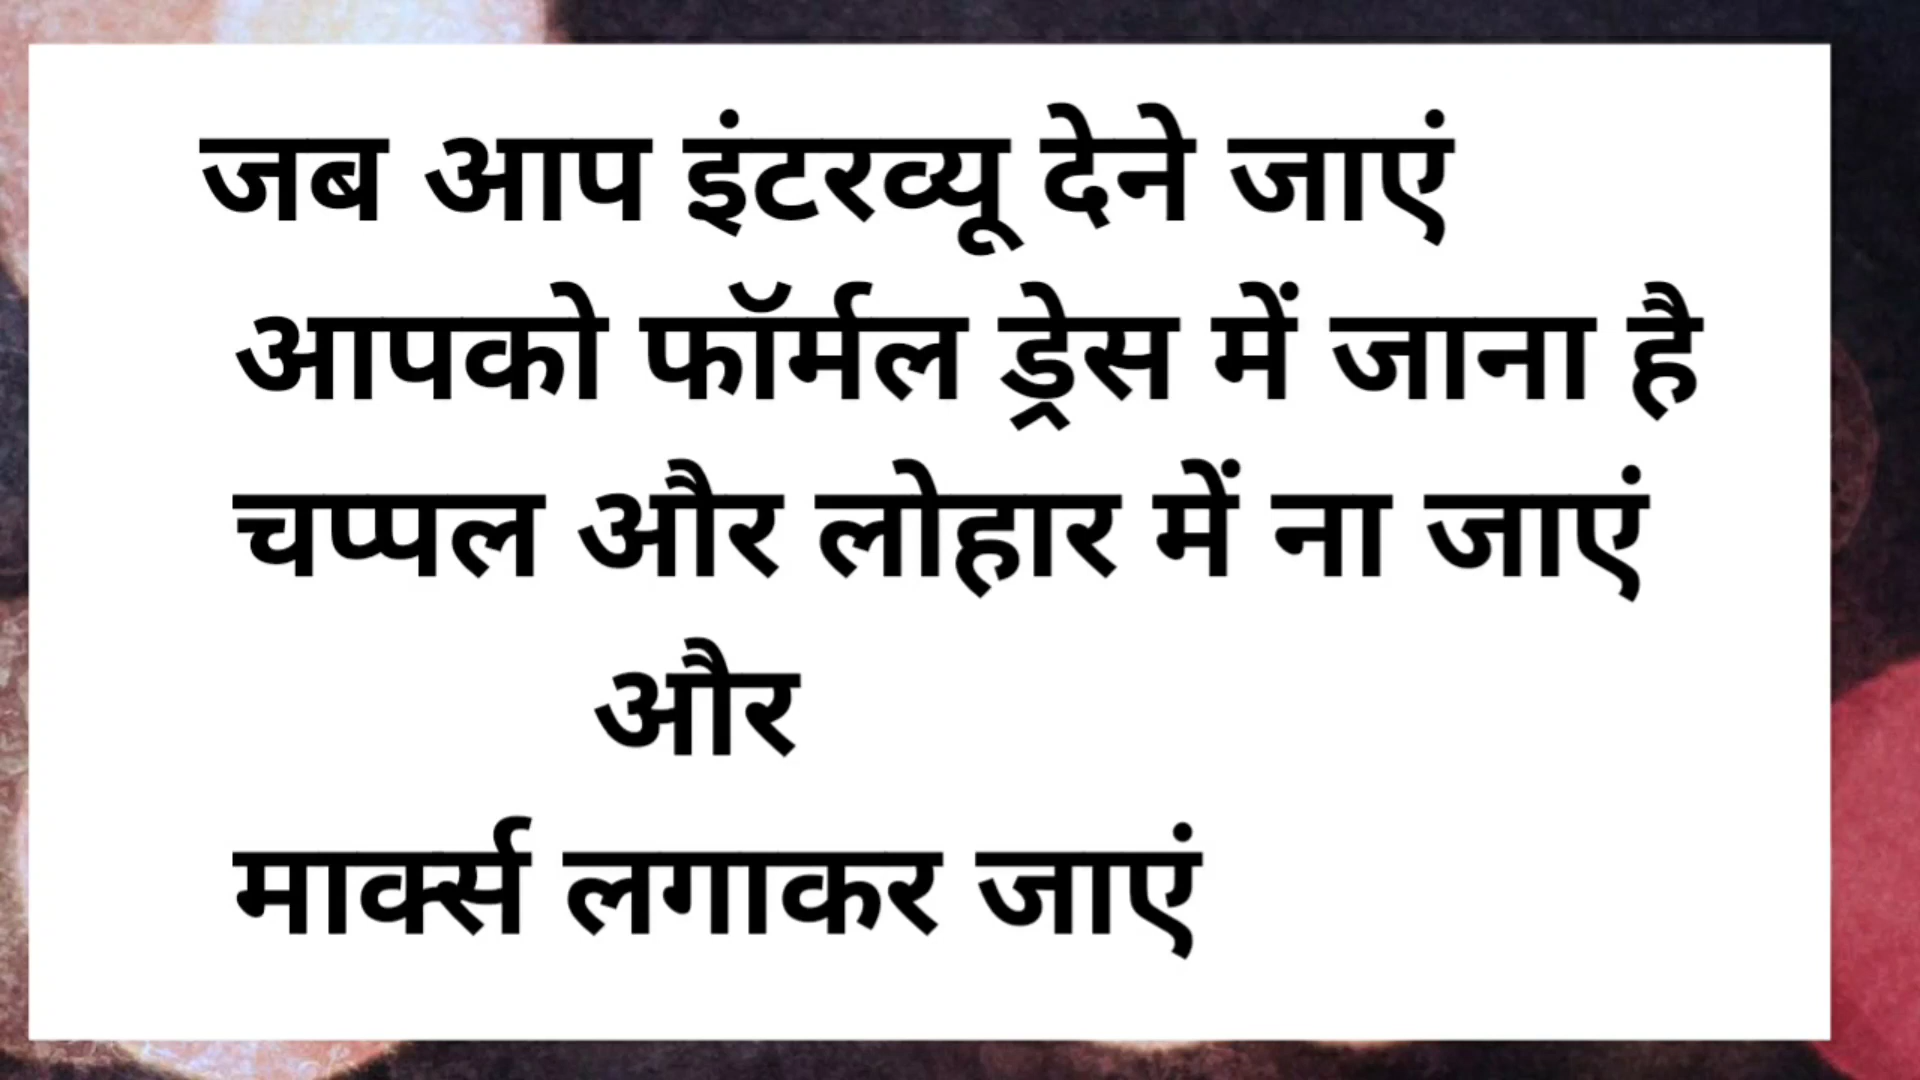 जब आप इंटरव्यू देने जाएं
आपको फॉर्मल ड्रेस में जाना है
चप्पल और लोहार में ना जाएं
और
मार्क्स लगाकर जाएं